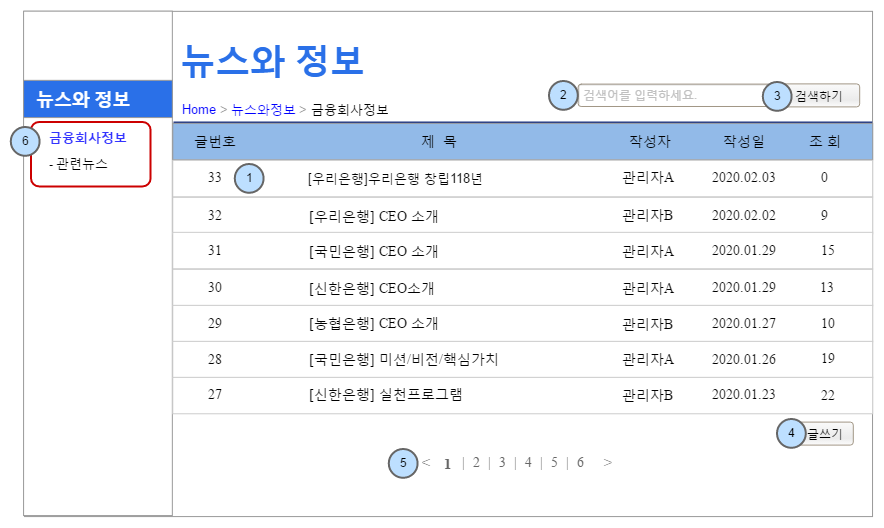 뉴스와 정보
뉴스와 정보
2 검색어를 입력하세요. 3 검색하기
Home > 뉴스와정보 > 금융회사정보
6 금융회사정보
- 관련뉴스
글번호 제 목 작성자 작성일 조 회
33 1 [우리은행]우리은행 창립118년 관리자A 2020.02.03 0
32 [우리은행] CEO 소개 관리자B 2020.02.02 9
31 [국민은행] CEO 소개 관리자A 2020.01.29 15
30 [신한은행] CEO소개 관리자A 2020.01.29 13
29 [농협은행] CEO 소개 관리자B 2020.01.27 10
28 [국민은행] 미션/비전/핵심가치 관리자A 2020.01.26 19
27 [신한은행] 실천프로그램 관리자B 2020.01.23 22
4 글쓰기
5 < 1 | 2 | 3 | 4 | 5 | 6 >